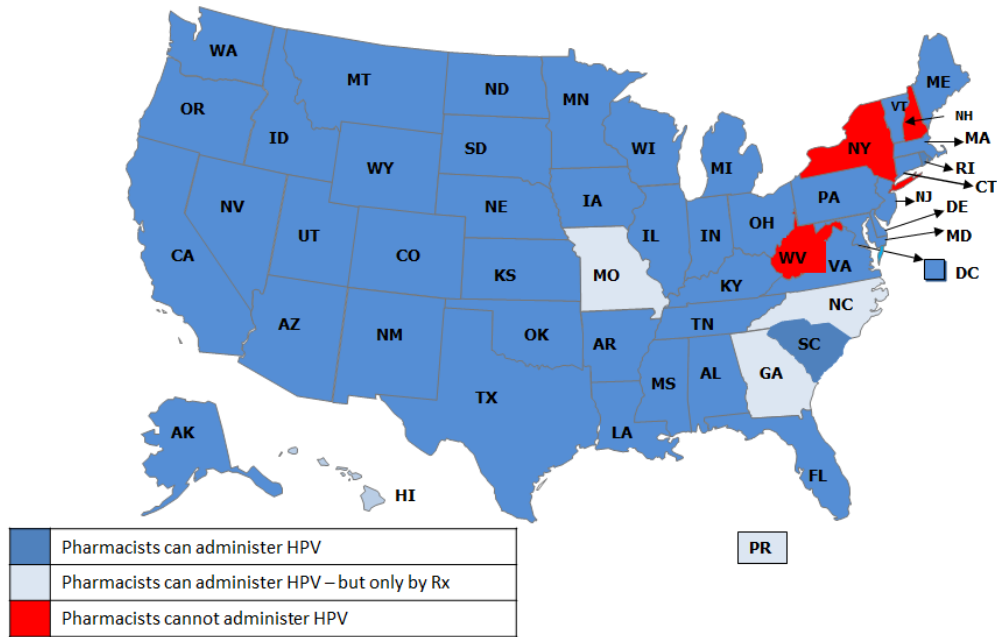 WA
MT
ND
MN
ME
VT
NH
OR
ID
SD
WI
MI
NY
MA
WY
RI
CT
NV
NE
IA
PA
NJ
DE
UT
CO
IL
IN
OH
MD
CA
KS
MO
WV
VA
DC
KY
NC
AZ
NM
OK
TN
AR
SC
MS
AL
GA
TX
AK
LA
FL
HI
PR
Pharmacists can administer HPV
Pharmacists can administer HPV – but only by Rx
Pharmacists cannot administer HPV